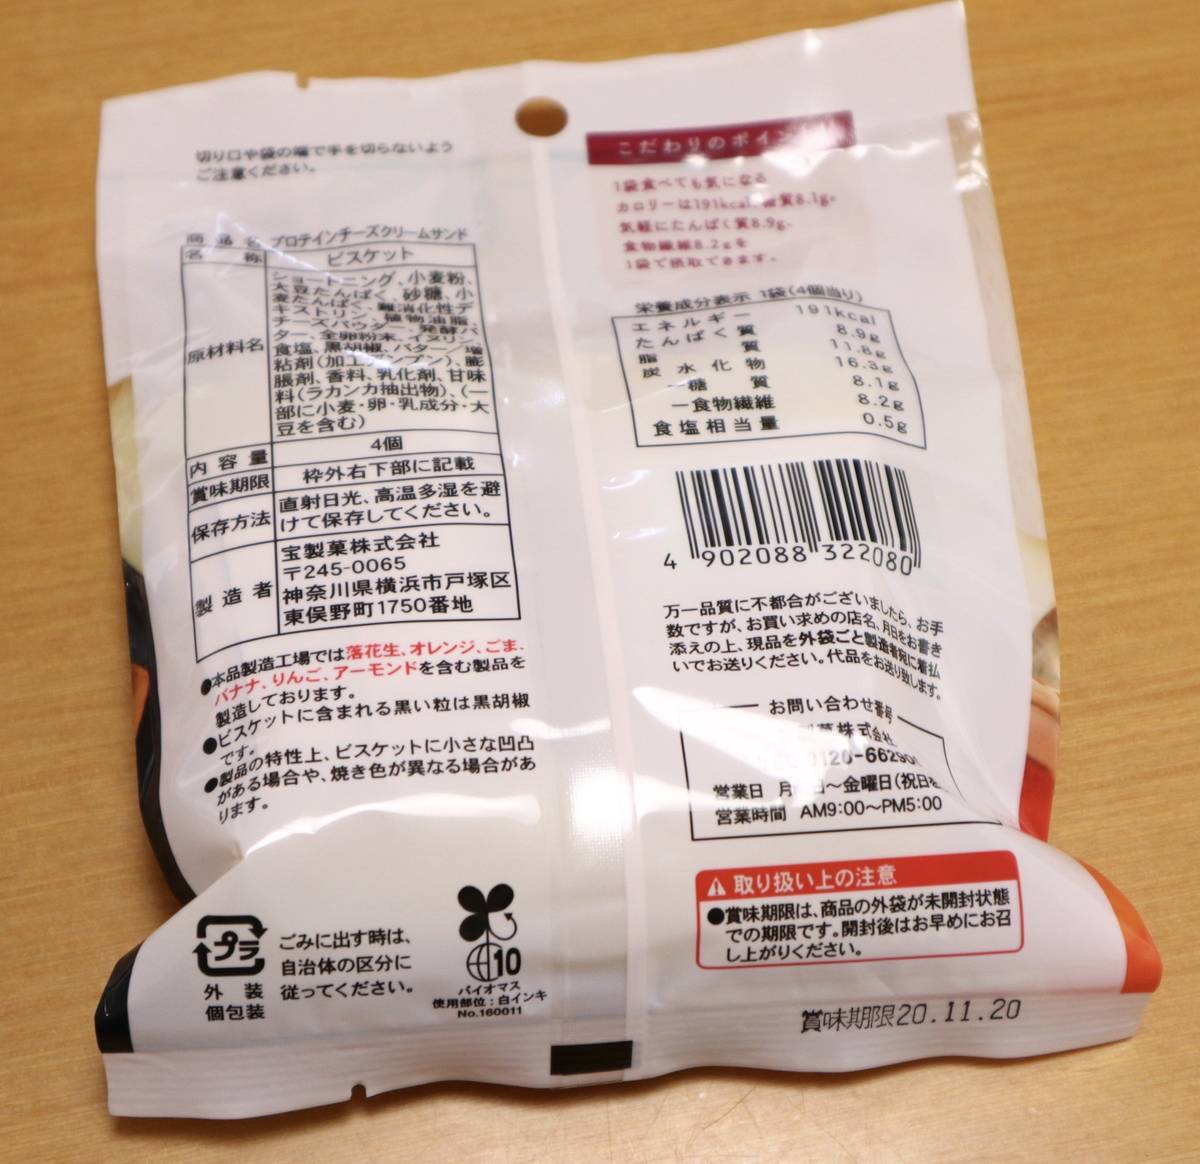 切り口や袋の端で手を切らないよう
ご注意ください。
商品名 プロテインチーズクリームサンド
名称 ビスケット
原材料名
ショートニング、小麦粉、
大豆たんぱく、砂糖、小
麦たんぱく、難消化性デ
キストリン、植物油脂、
チーズパウダー、発酵バ
ター、全卵粉末、イヌリン、
食塩、黒胡椒、バター/増
粘剤(加工デンプン)、膨
脹剤、香料、乳化剤、甘味
料(ラカンカ抽出物)、(一
部に小麦・卵・乳成分・大
豆を含む)
内容量 4個
賞味期限 枠外右下部に記載
保存方法
直射日光、高温多湿を避
けて保存してください。
製造者
宝製菓株式会社
〒245-0065
神奈川県横浜市戸塚区
東俣野町1750番地
●本品製造工場では落花生、オレンジ、ごま、
バナナ、りんご、アーモンドを含む製品を
製造しております。
●ビスケットに含まれる黒い粒は黒胡椒
です。
●製品の特性上、ビスケットに小さな凹凸
がある場合や、焼き色が異なる場合があ
ります。
プラ
外装
個包装
ごみに出す時は、
自治体の区分に
従ってください。
10
バイオマス
使用部位:白インキ
No.160011
こだわりのポイン
1袋食べても気になる
カロリーは191kcal、糖質8.1g。
気軽にたんぱく質8.9g、
食物繊維8.2gを
1袋で摂取できます。
栄養成分表示 1袋(4個当り)
エネルギー 191kcal
たんぱく質 8.9g
脂質 11.8g
炭水化物 16.3g
ー糖質 8.1g
ー食物繊維 8.2g
食塩相当量 0.5g
4 902088 322080
万一品質に不都合がございましたら、お手
数ですが、お買い求めの店名、月日をお書き
添えの上、現品を外袋ごと製造者宛に着払
いでお送りください。代品をお送り致します。
お問い合わせ番号
製菓株式会社
0120-66290
営業日 月 日～金曜日(祝日を
営業時間 AM9:00～PM5:00
取り扱い上の注意
●賞味期限は、商品の外袋が未開封状態
での期限です。開封後はお早めにお召
し上がりください。
賞味期限20.11.20